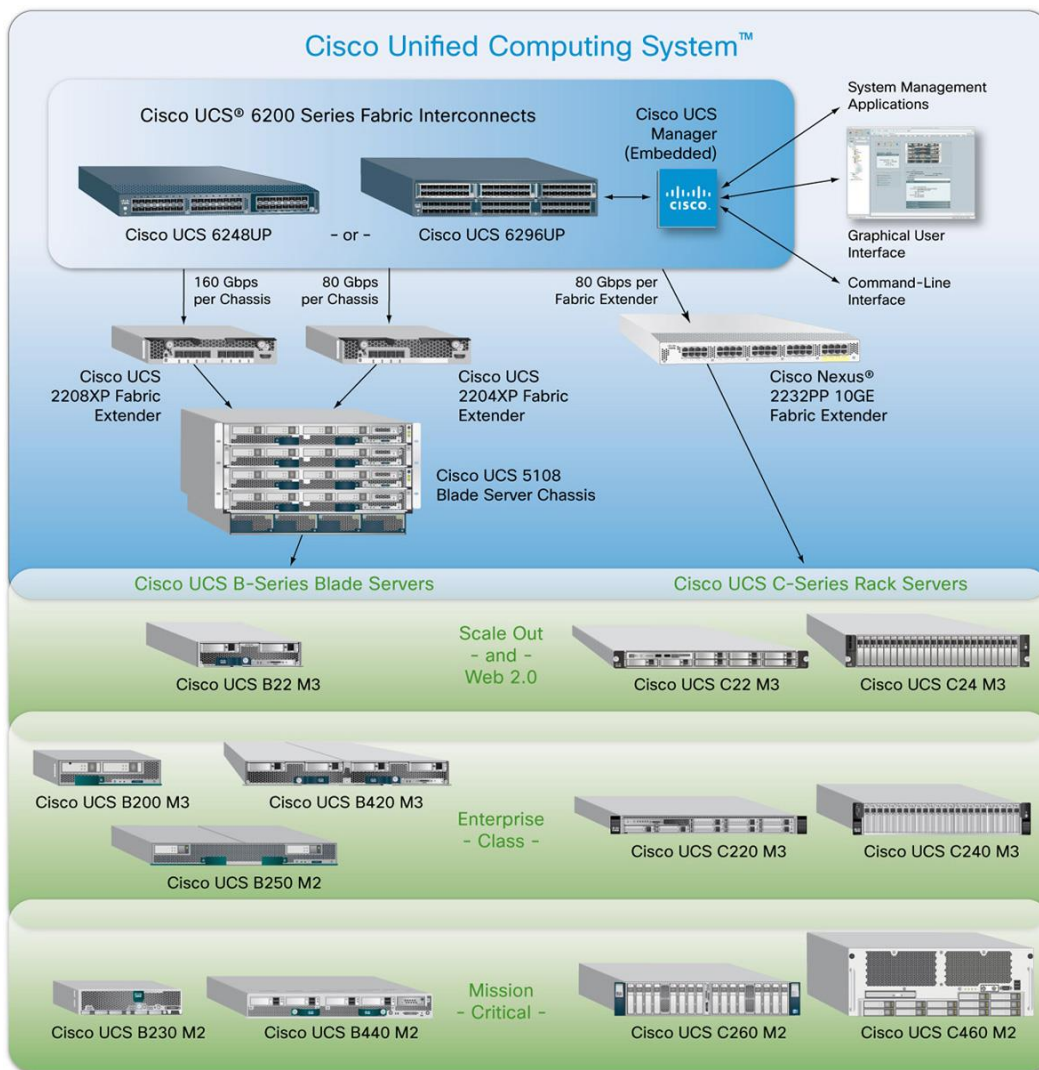 Cisco Unified Computing System™
Cisco UCS® 6200 Series Fabric Interconnects
Cisco UCS
Manager
(Embedded)
System Management
Applications
CISCO.
Cisco UCS 6248UP
– or –
Cisco UCS 6296UP
Graphical User
Interface
Command-Line
Interface
160 Gbps
per Chassis
80 Gbps
per Chassis
80 Gbps per
Fabric Extender
Cisco UCS
2208XP Fabric
Extender
Cisco UCS
2204XP Fabric
Extender
Cisco Nexus®
2232PP 10GE
Fabric Extender
Cisco UCS 5108
Blade Server Chassis
Cisco UCS B-Series Blade Servers
Cisco UCS C-Series Rack Servers
Scale Out
- and -
Web 2.0
Cisco UCS B22 M3
Cisco UCS C22 M3
Cisco UCS C24 M3
Cisco UCS B200 M3
Cisco UCS B420 M3
Cisco UCS B250 M2
Enterprise
- Class -
Cisco UCS C220 M3
Cisco UCS C240 M3
Mission
- Critical -
Cisco UCS B230 M2
Cisco UCS B440 M2
Cisco UCS C260 M2
Cisco UCS C460 M2